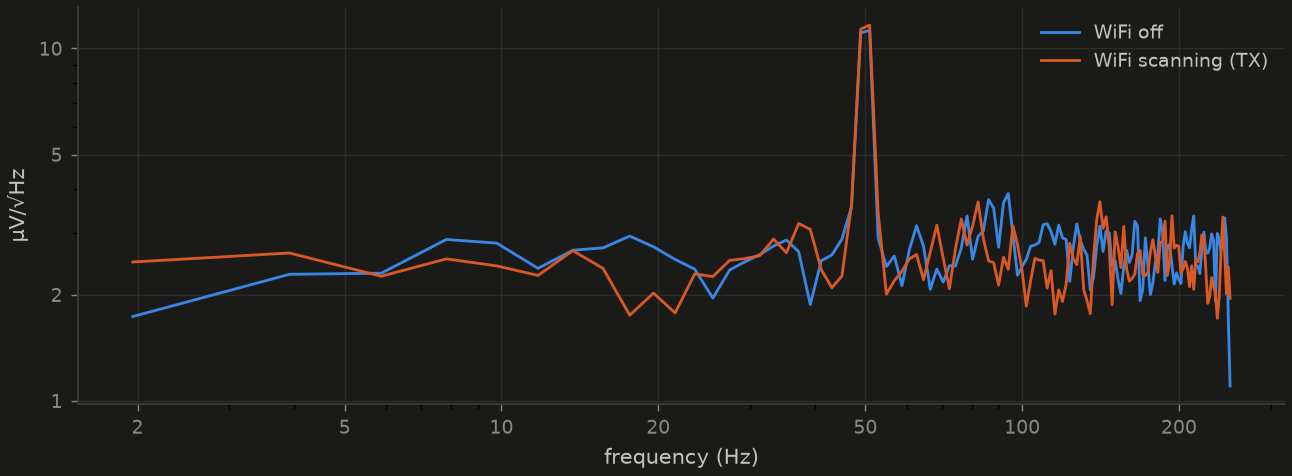 WiFi off
WiFi scanning (TX)
10
5
2
1
µV/√Hz
2 5 10 20 50 100 200
frequency (Hz)